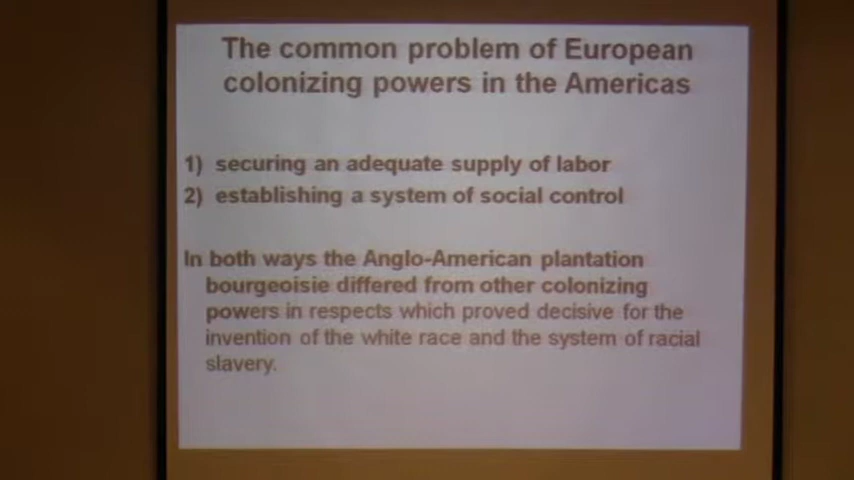 The common problem of European
colonizing powers in the Americas
1) securing an adequate supply of labor
2) establishing a system of social control
In both ways the Anglo-American plantation
bourgeoisie differed from other colonizing
powers in respects which proved decisive for the
invention of the white race and the system of racial
slavery.